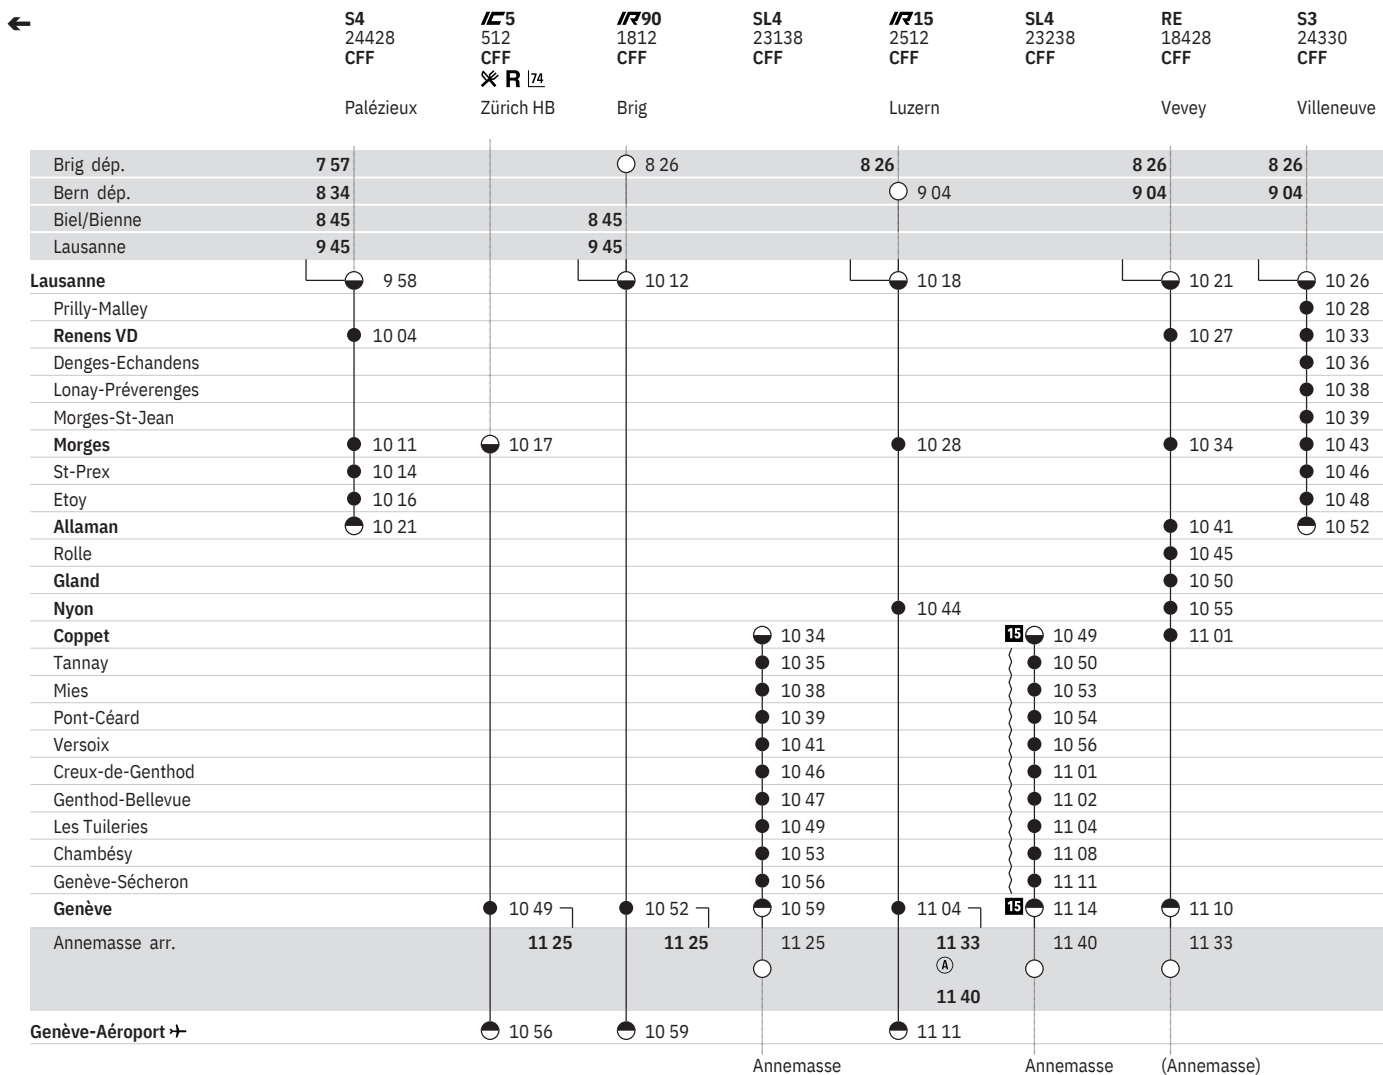 S4 IC5 IR90 SL4 IR15 SL4 RE S3
24428 512 1812 23138 2512 23238 18428 24330
CFF CFF CFF CFF CFF CFF CFF CFF
R 74
Palézieux Zürich HB Brig Luzern Vevey Villeneuve
Brig dép. 7 57 8 26 8 26 8 26 8 26
Bern dép. 8 34 9 04 9 04 9 04
Biel/Bienne 8 45 8 45
Lausanne 9 45 9 45
Lausanne 9 58 10 12 10 18 10 21 10 26
Prilly-Malley 10 28
Renens VD 10 04 10 27 10 33
Denges-Echandens 10 36
Lonay-Préverenges 10 38
Morges-St-Jean 10 39
Morges 10 11 10 17 10 28 10 34 10 43
St-Prex 10 14 10 46
Etoy 10 16 10 48
Allaman 10 21 10 41 10 52
Rolle 10 45
Gland 10 50
Nyon 10 44 10 55
Coppet 10 34 15 10 49 11 01
Tannay 10 35 10 50
Mies 10 38 10 53
Pont-Céard 10 39 10 54
Versoix 10 41 10 56
Creux-de-Genthod 10 46 11 01
Genthod-Bellevue 10 47 11 02
Les Tuileries 10 49 11 04
Chambésy 10 53 11 08
Genève-Sécheron 10 56 11 11
Genève 10 49 10 52 10 59 11 04 15 11 14 11 10
Annemasse arr. 11 25 11 25 11 25 11 33 11 40 11 33
A
11 40
Genève-Aéroport 10 56 10 59 11 11
Annemasse Annemasse (Annemasse)